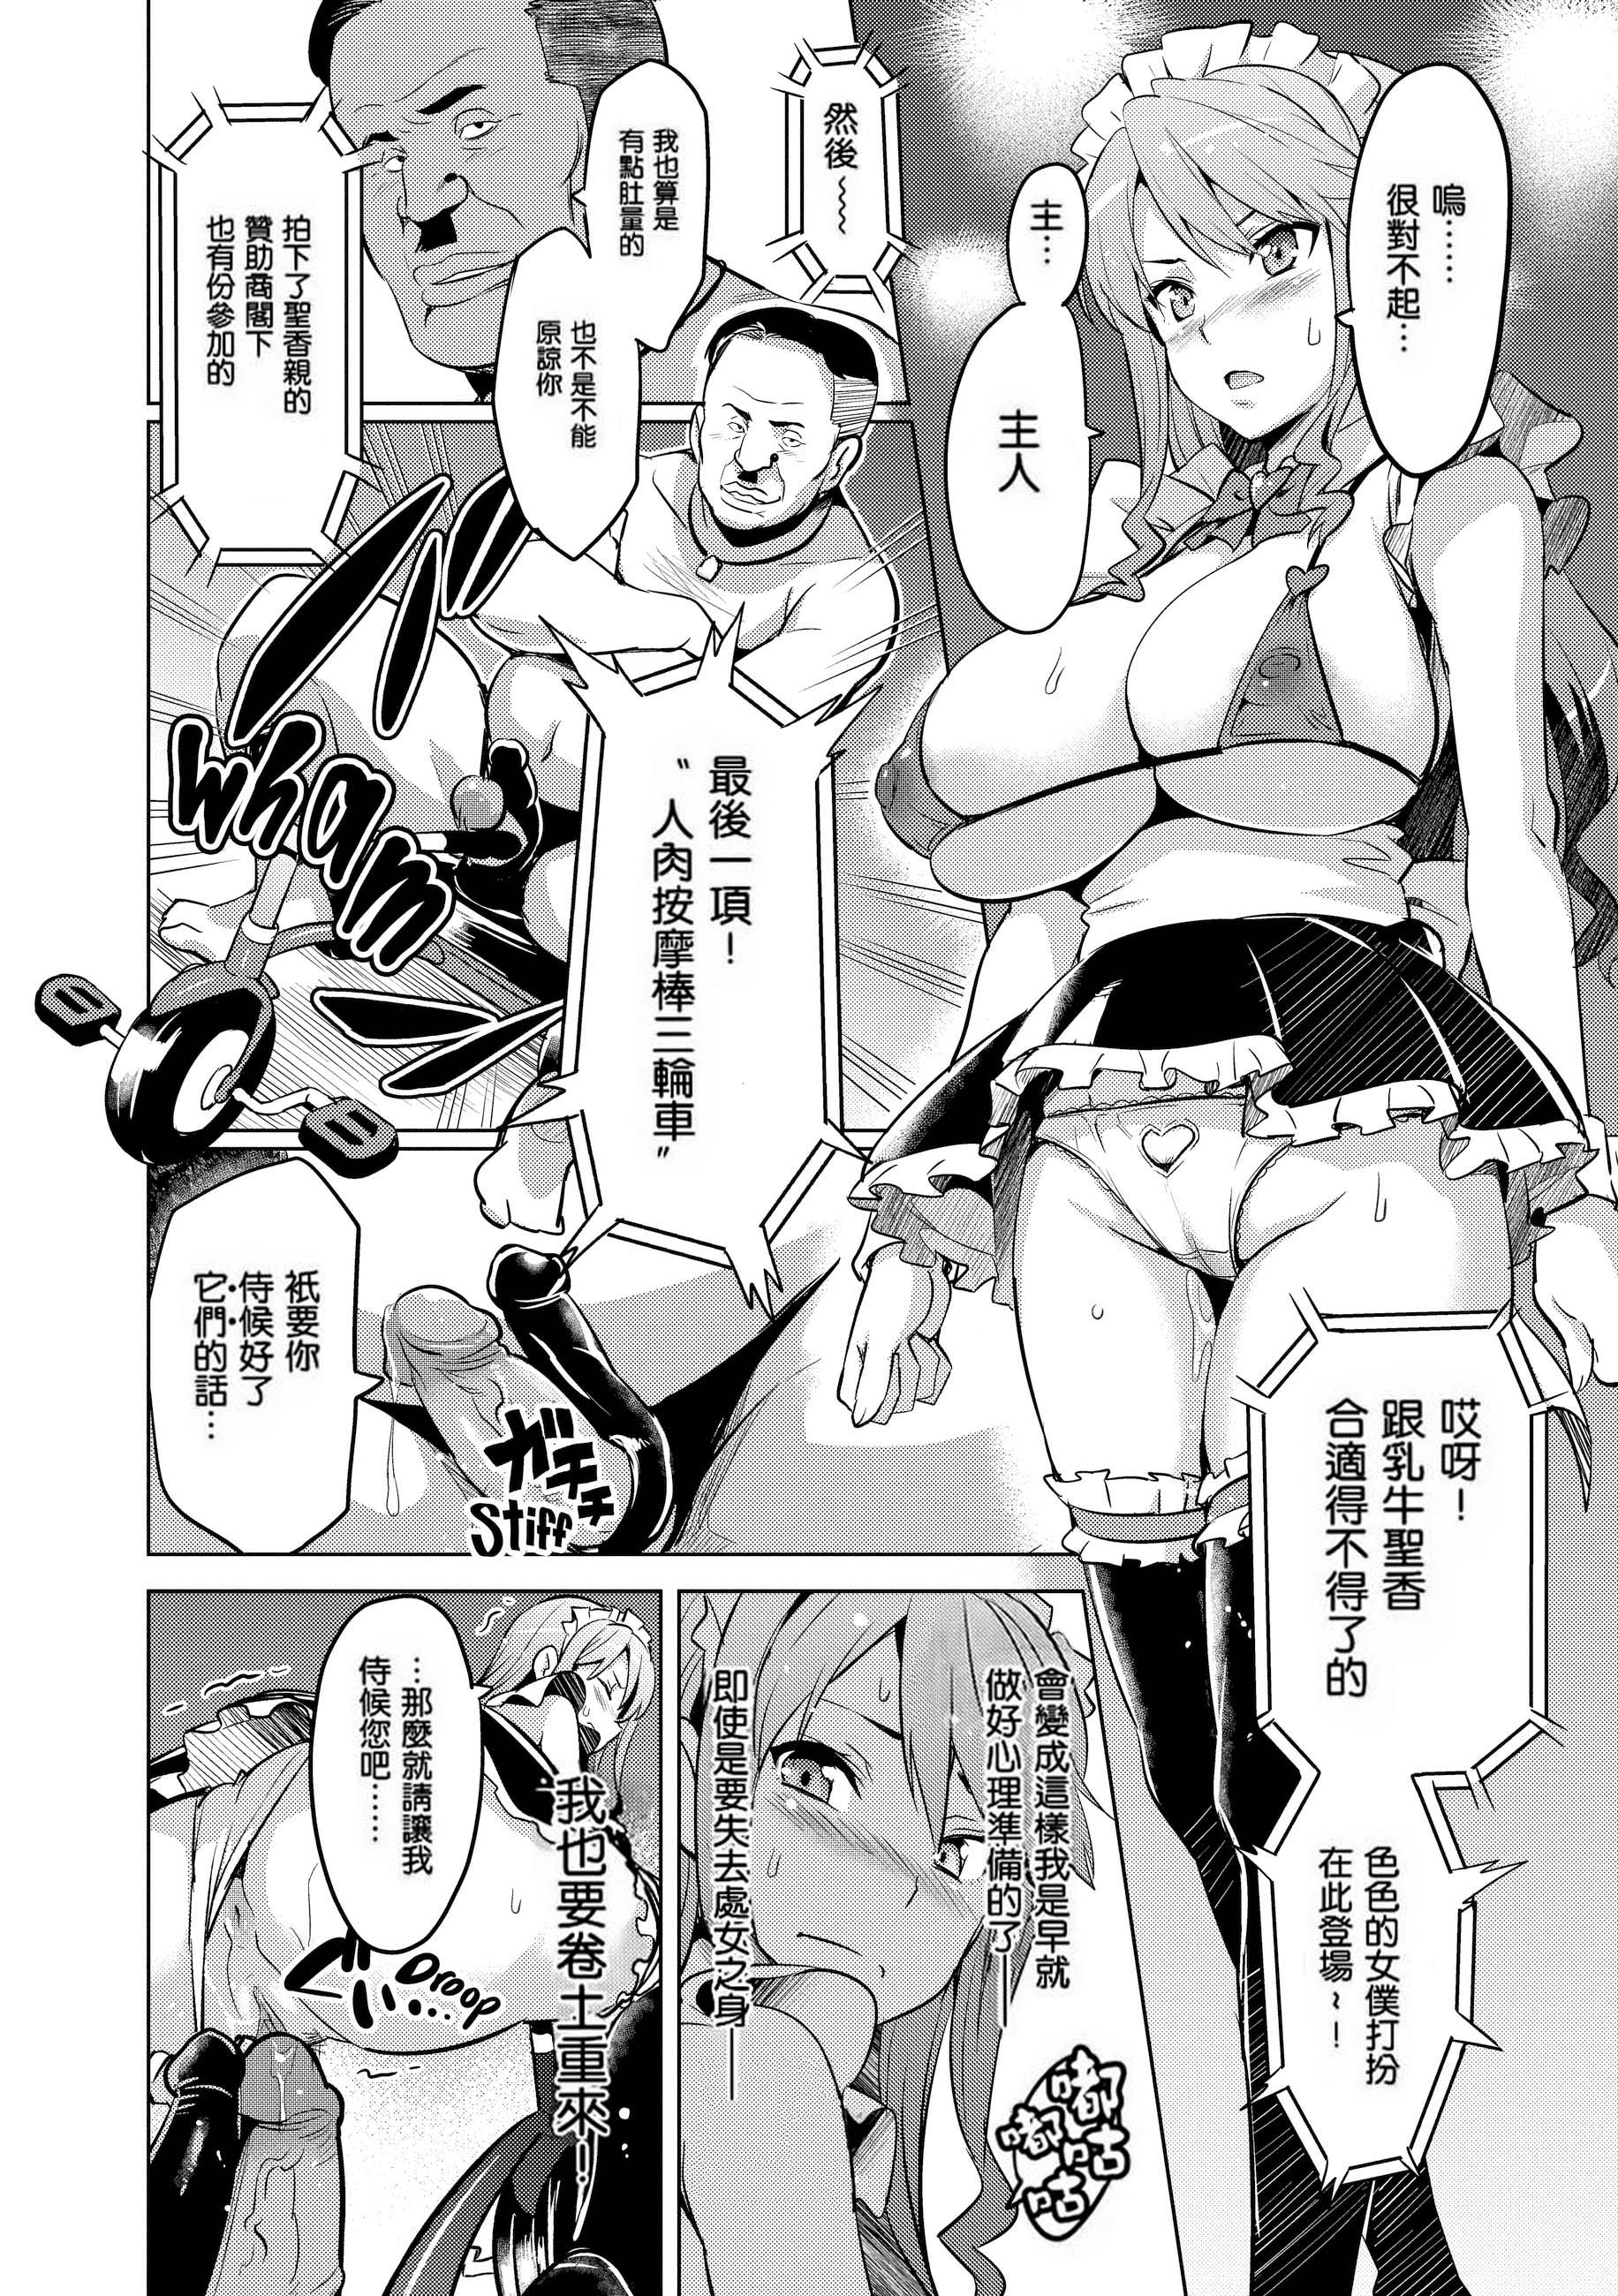 嗚……
很對不起…
主…
主人
哎呀！
跟乳牛聖香
合適得不得了的
色色的女僕打扮
在此登場～！
然後～～～
拍下了聖香親的
贊助商閣下
也有份參加的
我也算是
有點肚量的
也不是不能
原諒你
最後一項！
〝人肉按摩棒三輪車〞
Wham
祇要你
侍候好了
它們的話…
ガチチチ
Stiff
會變成這樣我是早就
做好心理準備的了——
即使是要失去處女之身——
嘟咕
嘟咕
…那麼就請讓我
侍候您吧……
我也要卷土重來！
ぐぐい…
Droop